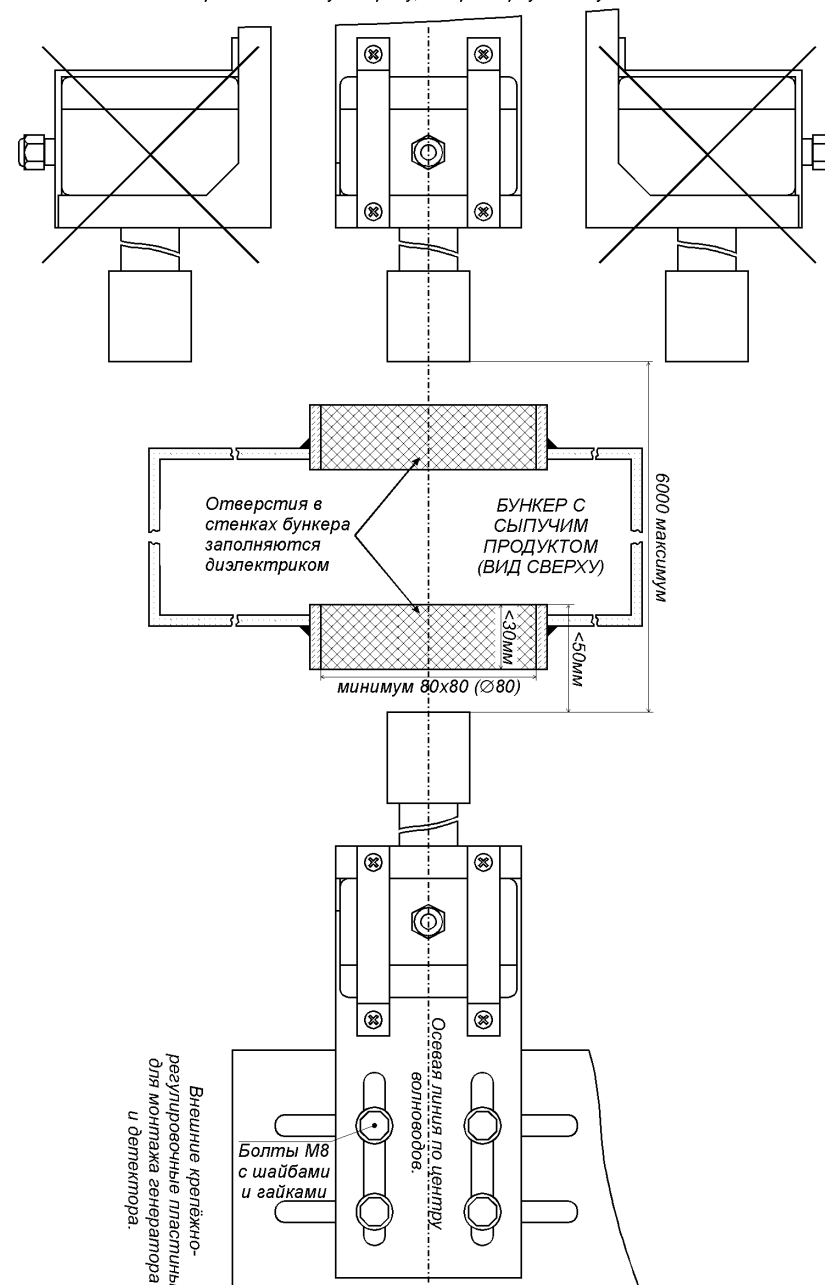 Отверстия в
стенках бункера
заполняются
диэлектриком
БУНКЕР С
СЫПУЧИМ
ПРОДУКТОМ
(ВИД СВЕРХУ)
6000 максимум
<30мм
<50мм
минимум 80х80 (∅80)
Осевая линия по центру
волноводов.
Болты М8
с шайбами
и гайками
Внешние крепёжно-
регулировочные пластины
для монтажа генератора
и детектора.